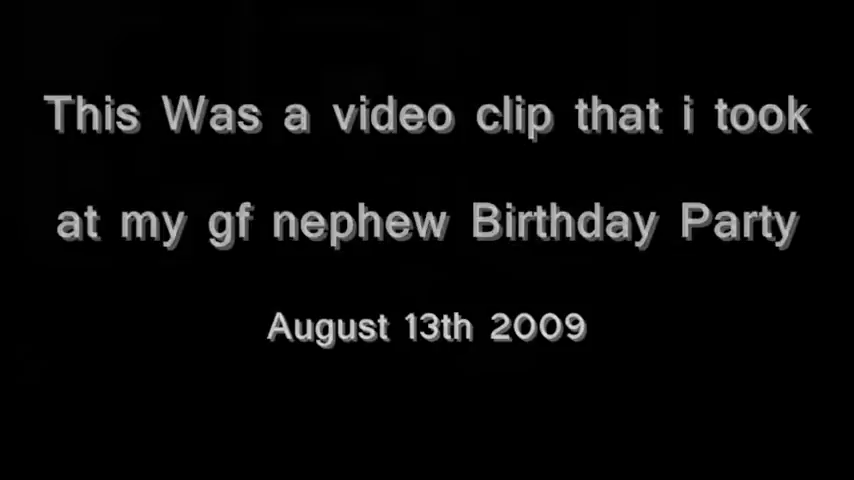 This Was a video clip that i took
at my gf nephew Birthday Party
August 13th 2009